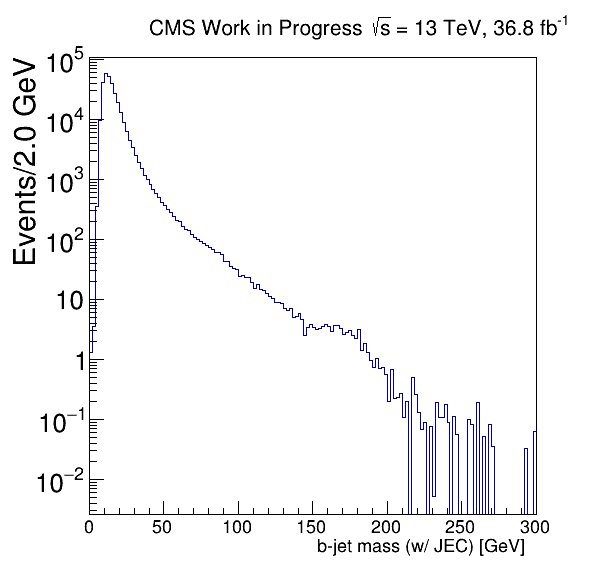 CMS Work in Progress √s = 13 TeV, 36.8 fb⁻¹
Events/2.0 GeV
10⁵
10⁴
10³
10²
10
1
10⁻¹
10⁻²
0 50 100 150 200 250 300
b-jet mass (w/ JEC) [GeV]